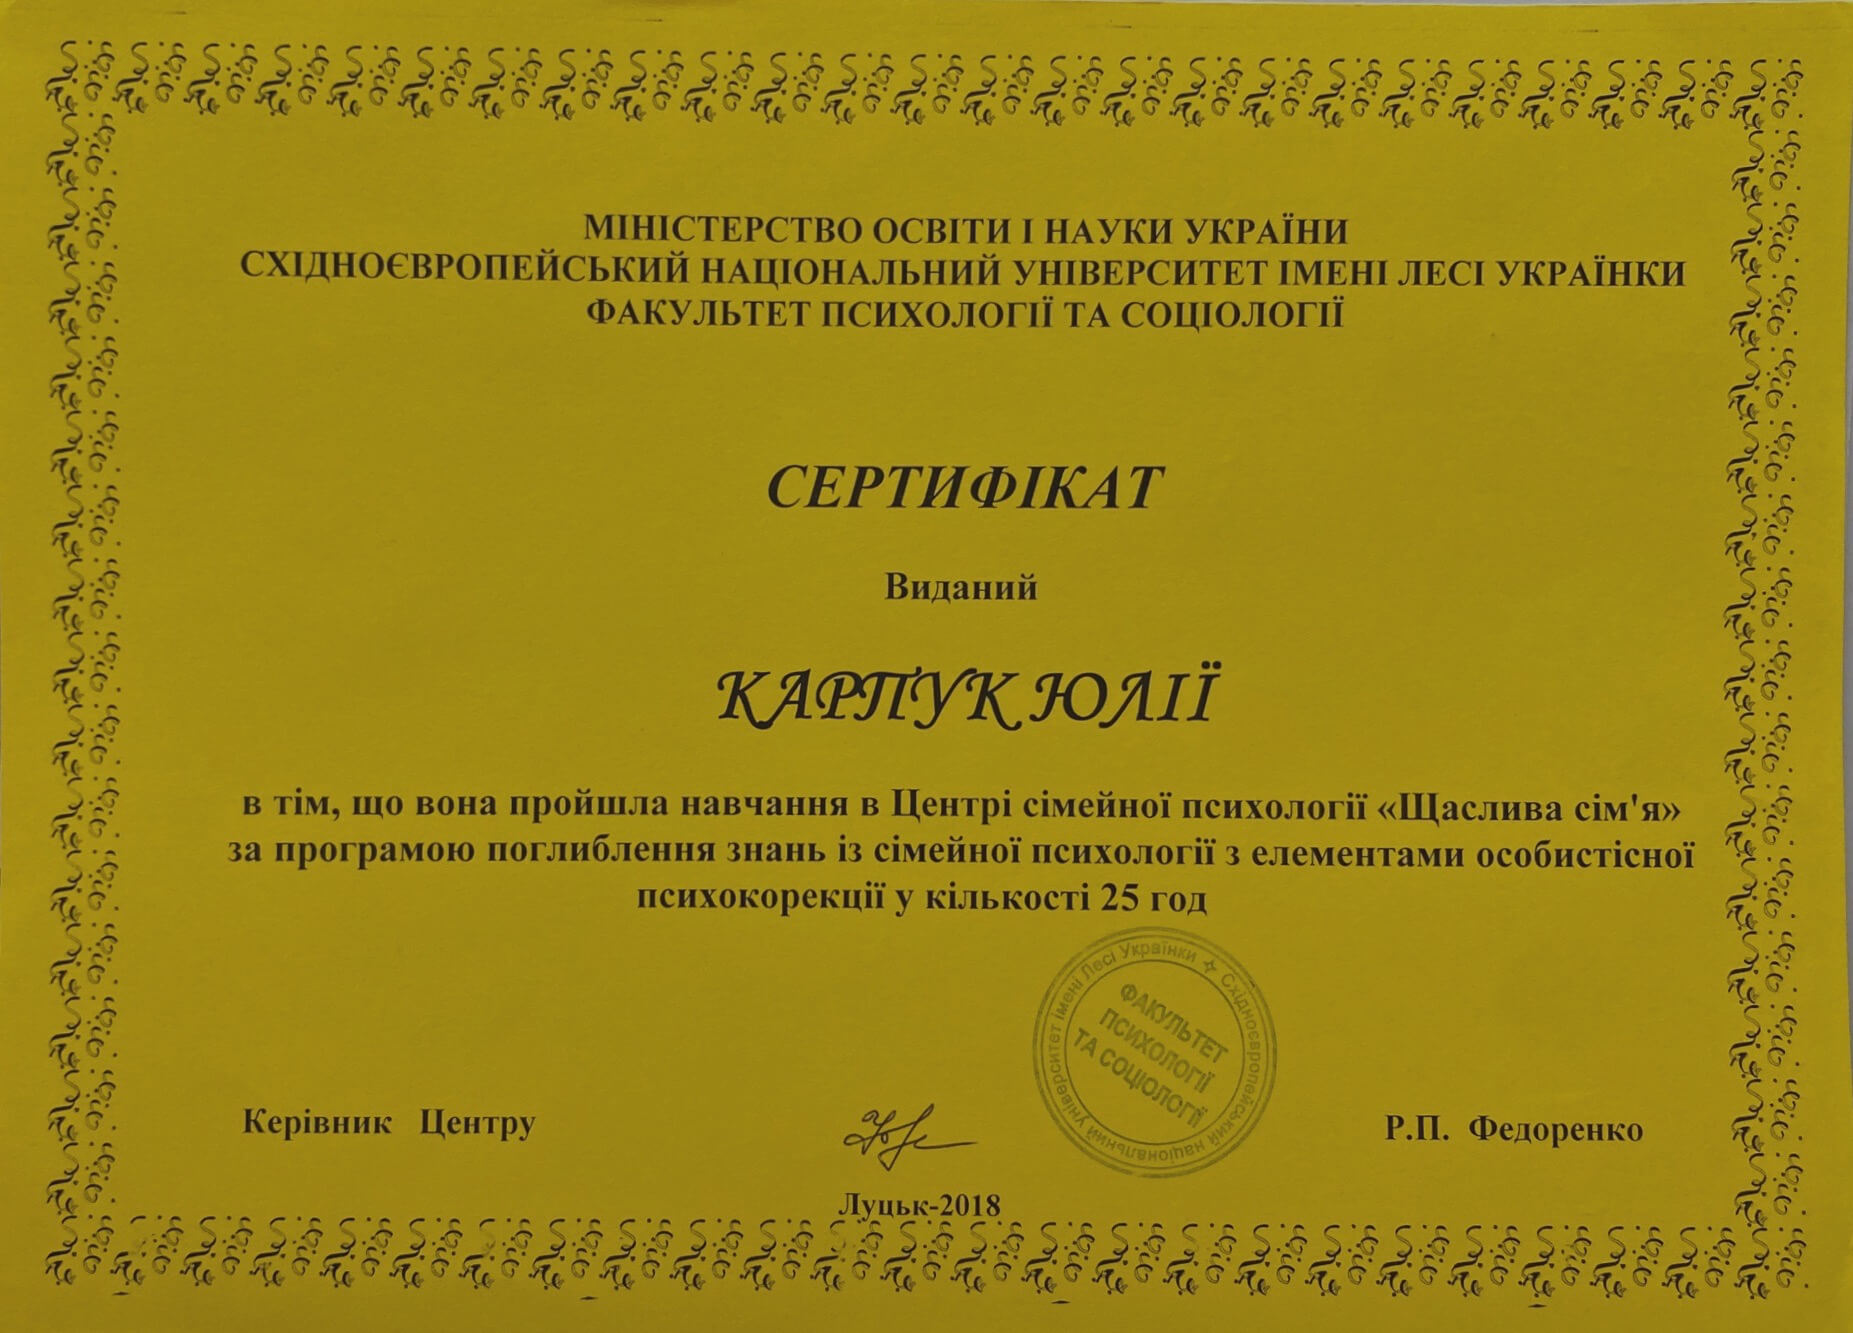 МІНІСТЕРСТВО ОСВІТИ І НАУКИ УКРАЇНИ
СХІДНОЄВРОПЕЙСЬКИЙ НАЦІОНАЛЬНИЙ УНІВЕРСИТЕТ ІМЕНІ ЛЕСІ УКРАЇНКИ
ФАКУЛЬТЕТ ПСИХОЛОГІЇ ТА СОЦІОЛОГІЇ
СЕРТИФІКАТ
Виданий
КАРПУК ЮЛІЇ
в тім, що вона пройшла навчання в Центрі сімейної психології «Щаслива сім'я»
за програмою поглиблення знань із сімейної психології з елементами особистісної
психокорекції у кількості 25 год
Східноєвропейський національний університет імені Лесі Українки
ФАКУЛЬТЕТ
ПСИХОЛОГІЇ
ТА СОЦІОЛОГІЇ
Керівник Центру
Р.П. Федоренко
Луцьк-2018